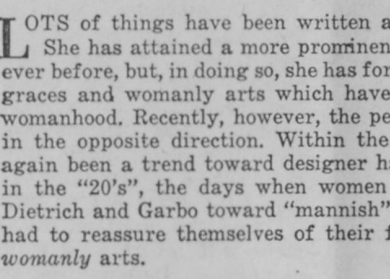 LOTS of things have been written a
She has attained a more prominen
ever before, but, in doing so, she has for
graces and womanly arts which have
womanhood. Recently, however, the pe
in the opposite direction. Within the
again been a trend toward designer h
in the "20's", the days when women
Dietrich and Garbo toward "mannish"
had to reassure themselves of their f
womanly arts.